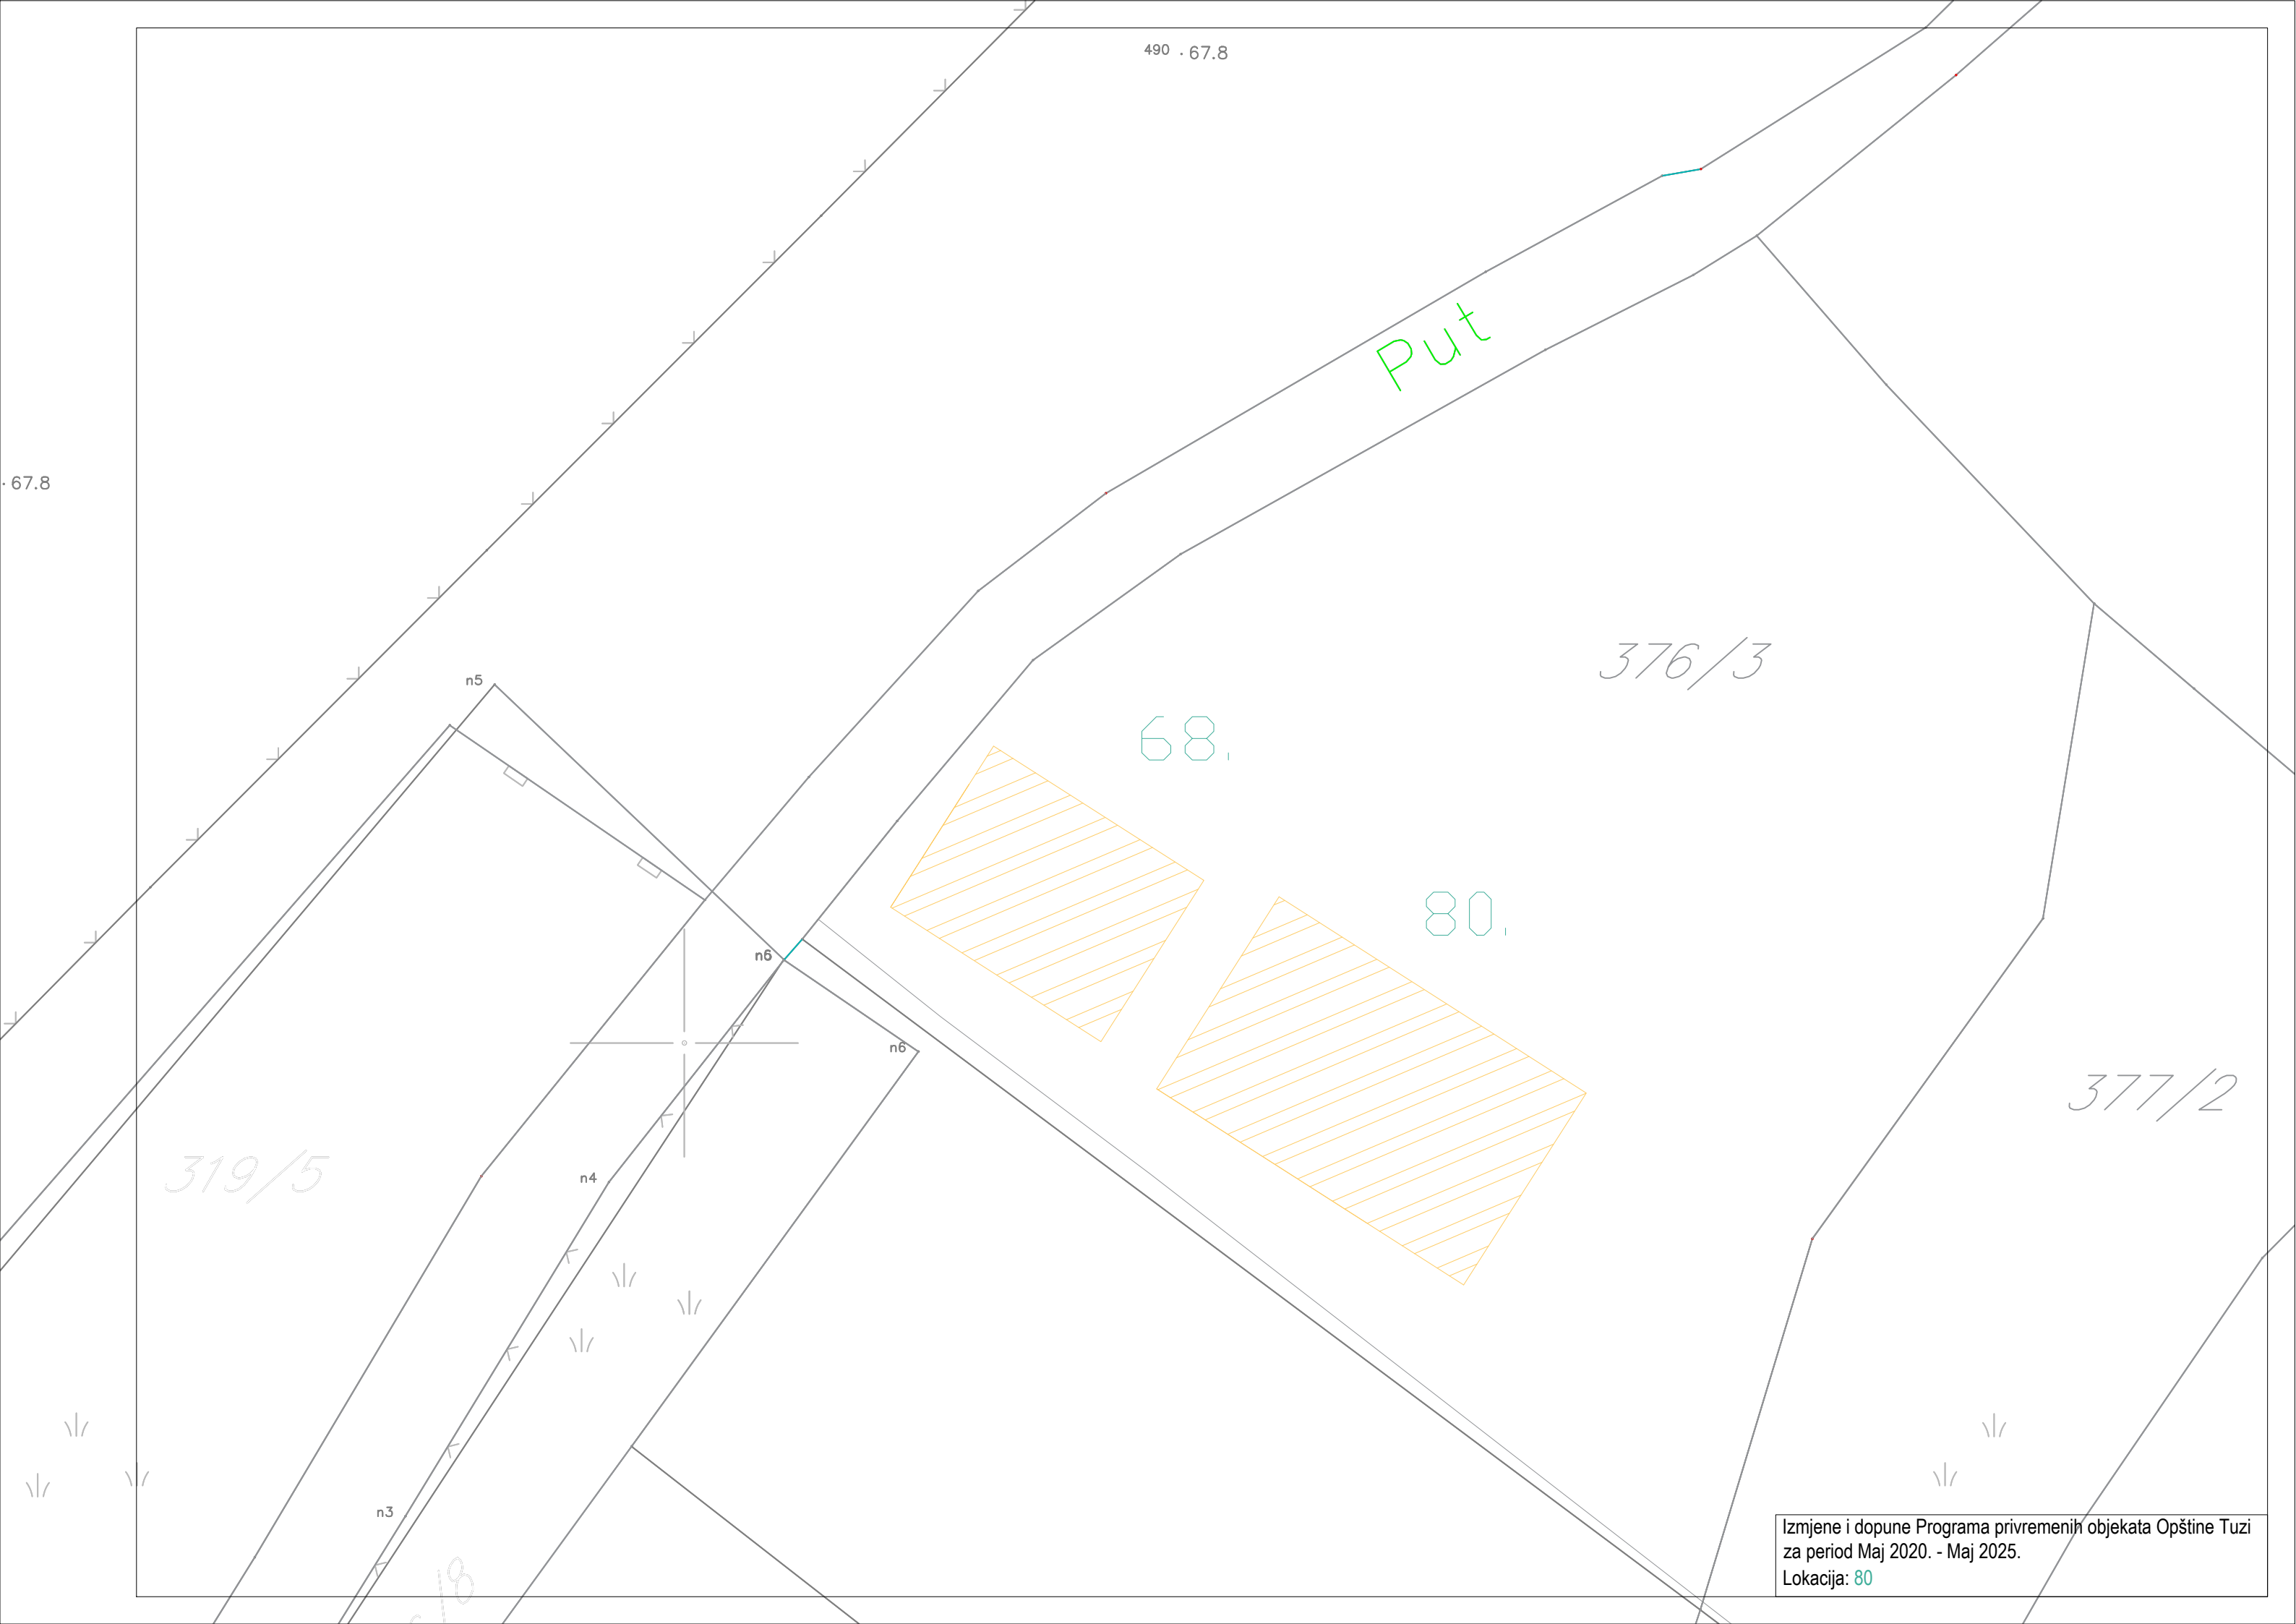 490 · 67.8
Put
· 67.8
376/3
n5
68
80
n6
n6
377/2
319/5
n4
n3
Izmjene i dopune Programa privremenih objekata Opštine Tuzi
za period Maj 2020. - Maj 2025.
Lokacija: 80